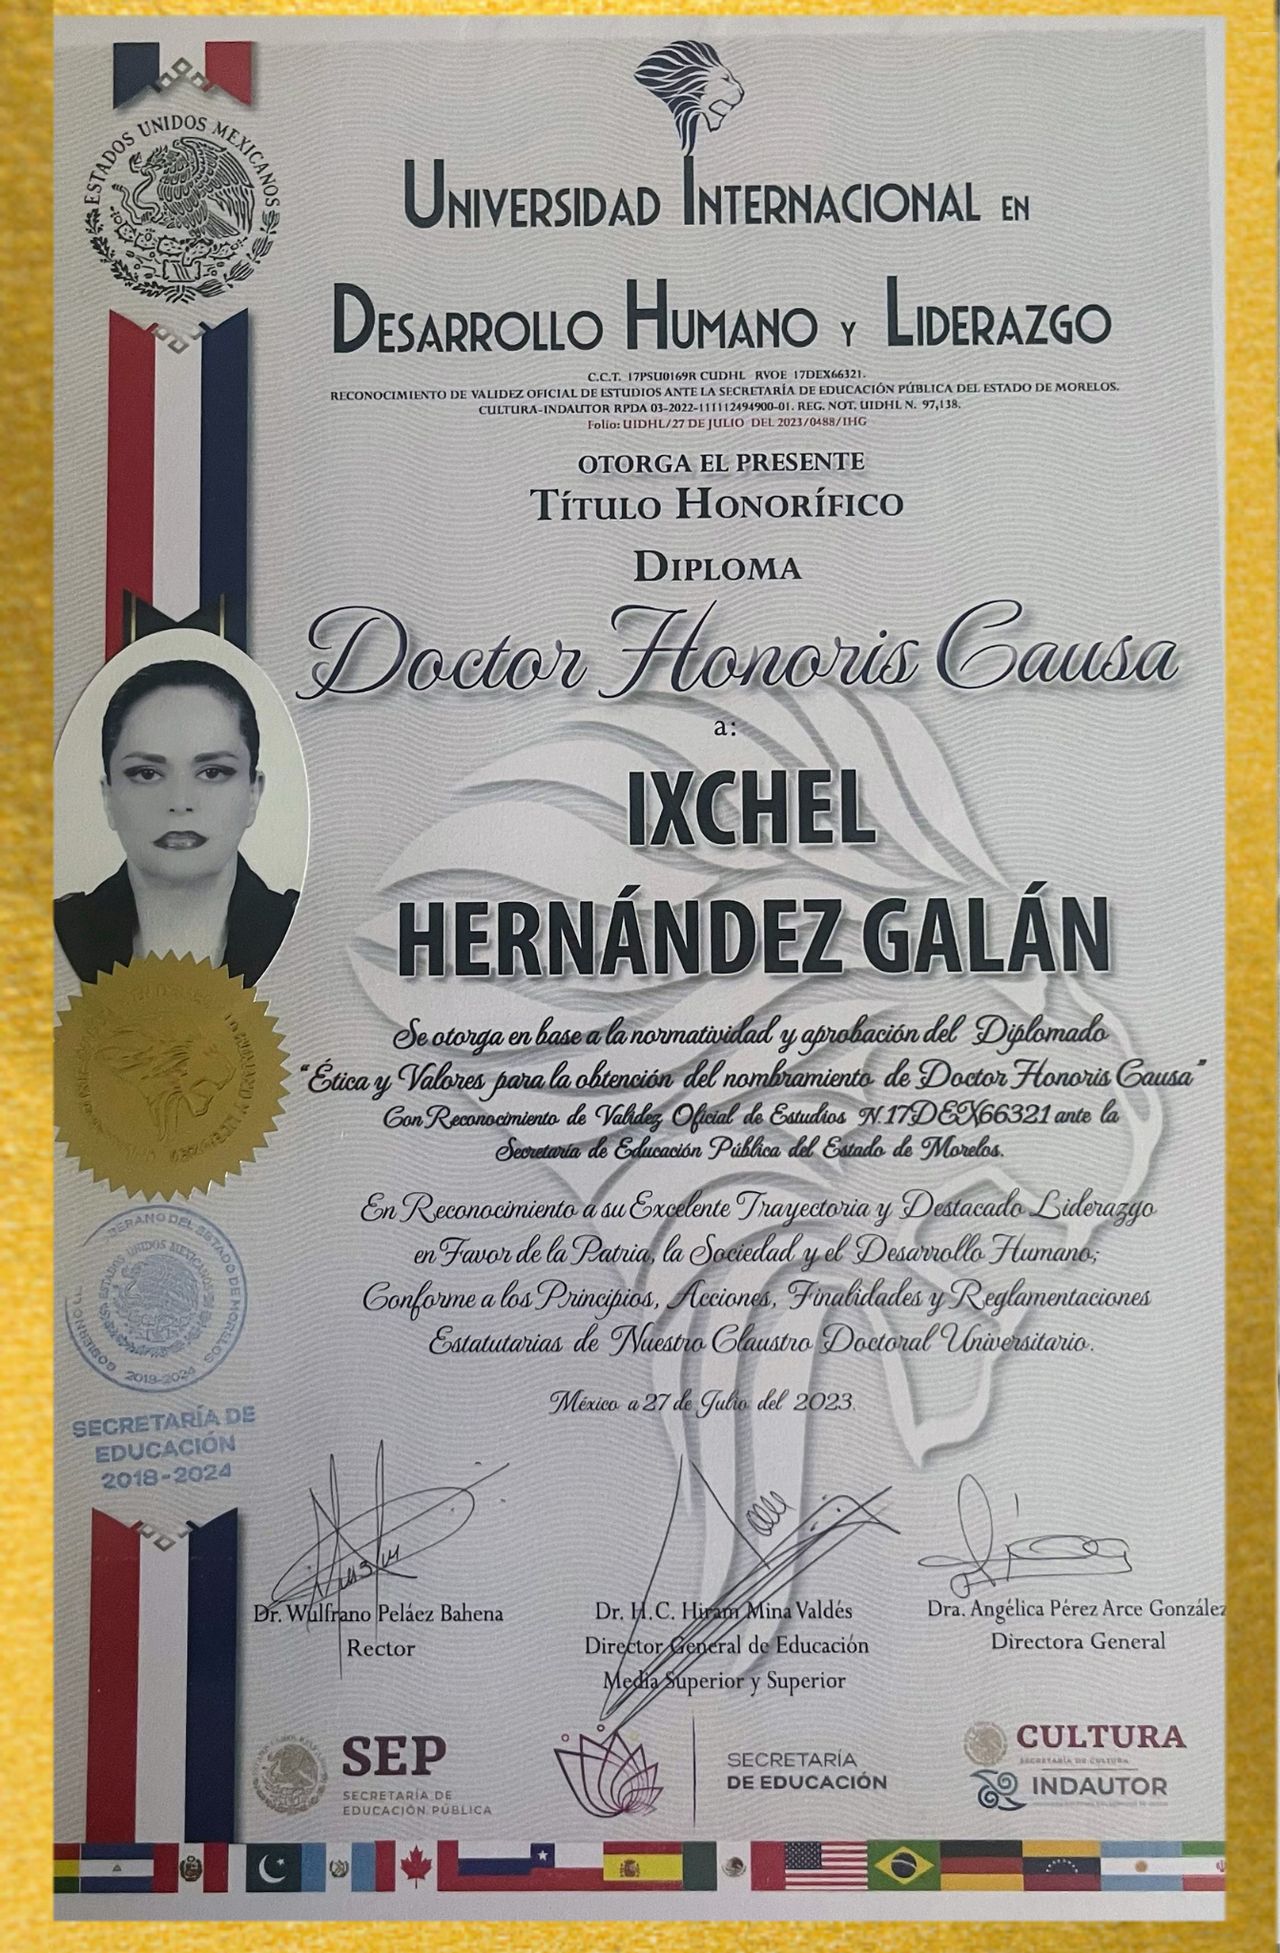 ESTADOS UNIDOS MEXICANOS
UNIVERSIDAD INTERNACIONAL EN
DESARROLLO HUMANO Y LIDERAZGO
C.C.T. 17PSU0169R CUDHL RVOE 17DEX66321.
RECONOCIMIENTO DE VALIDEZ OFICIAL DE ESTUDIOS ANTE LA SECRETARÍA DE EDUCACIÓN PÚBLICA DEL ESTADO DE MORELOS.
CULTURA-INDAUTOR RPDA 03-2022-111112494900-01. REG. NOT. UIDHL N. 97,138.
Folio: UIDHL/27 DE JULIO DEL 2023/0488/IHG
OTORGA EL PRESENTE
TÍTULO HONORÍFICO
DIPLOMA
Doctor Honoris Causa
a:
IXCHEL
HERNÁNDEZ GALÁN
Se otorga en base a la normatividad y aprobación del Diplomado
"Ética y Valores para la obtención del nombramiento de Doctor Honoris Causa"
Con Reconocimiento de Validez Oficial de Estudios N.17DEX66321 ante la
Secretaría de Educación Pública del Estado de Morelos.
En Reconocimiento a su Excelente Trayectoria y Destacado Liderazgo
en Favor de la Patria, la Sociedad y el Desarrollo Humano;
Conforme a los Principios, Acciones, Finalidades y Reglamentaciones
Estatutarias de Nuestro Claustro Doctoral Universitario.
México a 27 de Julio del 2023.
ESTADOS UNIDOS MEXICANOS
2018-2024
SECRETARÍA DE
EDUCACIÓN
2018-2024
Dr. Wulfrano Peláez Bahena
Rector
Dr. H.C. Hiram Mina Valdés
Director General de Educación
Media Superior y Superior
Dra. Angélica Pérez Arce González
Directora General
SEP
SECRETARÍA DE
EDUCACIÓN PÚBLICA
SECRETARÍA
DE EDUCACIÓN
CULTURA
SECRETARÍA DE CULTURA
INDAUTOR